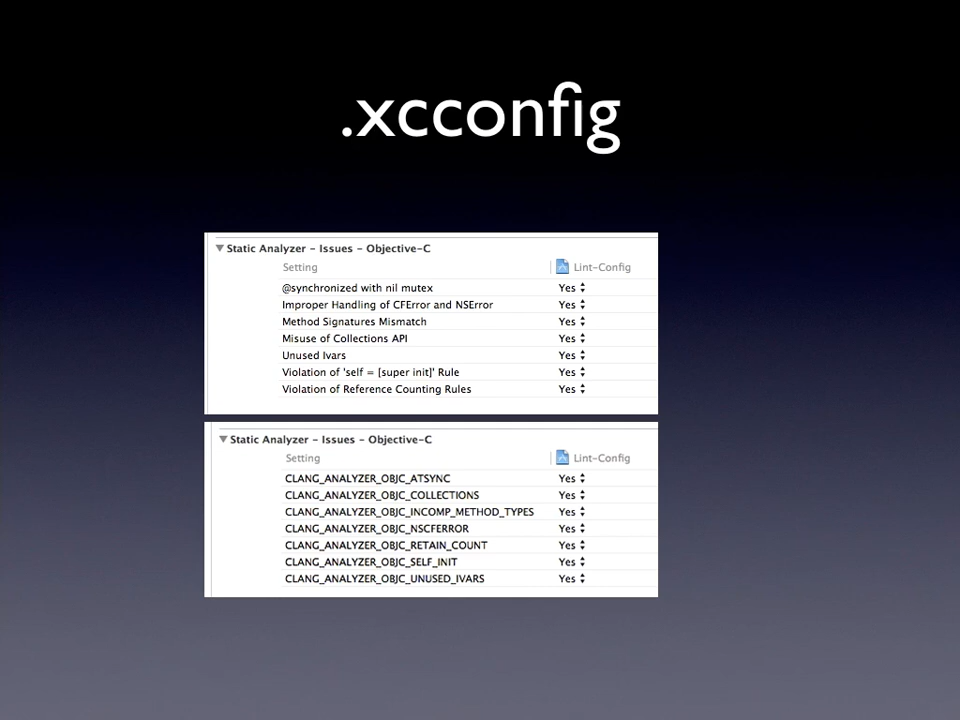 .xcconfig
Static Analyzer - Issues - Objective-C
Setting Lint-Config
@synchronized with nil mutex Yes
Improper Handling of CFError and NSError Yes
Method Signatures Mismatch Yes
Misuse of Collections API Yes
Unused Ivars Yes
Violation of 'self = [super init]' Rule Yes
Violation of Reference Counting Rules Yes
Static Analyzer - Issues - Objective-C
Setting Lint-Config
CLANG_ANALYZER_OBJC_ATSYNC Yes
CLANG_ANALYZER_OBJC_COLLECTIONS Yes
CLANG_ANALYZER_OBJC_INCOMP_METHOD_TYPES Yes
CLANG_ANALYZER_OBJC_NSCFERROR Yes
CLANG_ANALYZER_OBJC_RETAIN_COUNT Yes
CLANG_ANALYZER_OBJC_SELF_INIT Yes
CLANG_ANALYZER_OBJC_UNUSED_IVARS Yes